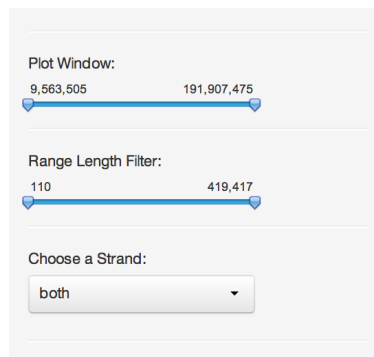 Plot Window:
9,563,505 191,907,475
Range Length Filter:
110 419,417
Choose a Strand:
both